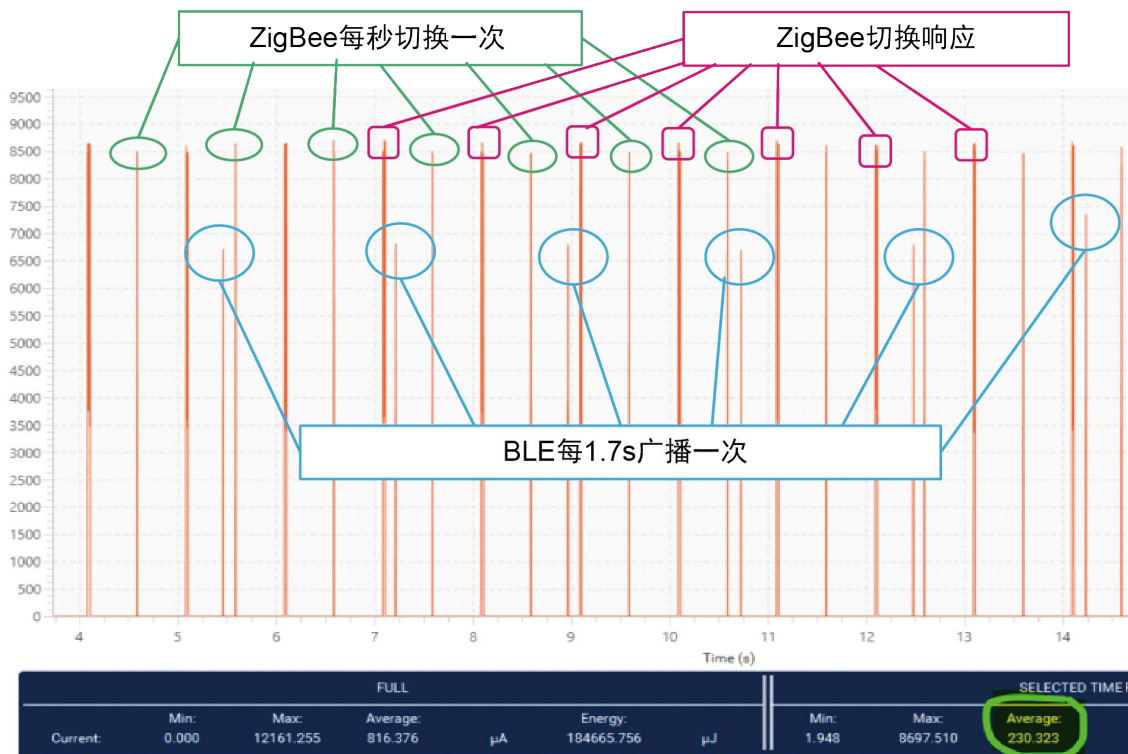 ZigBee每秒切换一次
ZigBee切换响应
9500
9000
8500
8000
7500
7000
6500
6000
5500
5000
4500
4000
3500
3000
2500
2000
1500
1000
500
0
BLE每1.7s广播一次
4 5 6 7 8 9 10 11 12 13 14
Time (s)
FULL SELECTED TIME
Min: Max: Average: Energy: Min: Max: Average:
Current: 0.000 12161.255 816.376 µA 184665.756 µJ 1.948 8697.510 230.323